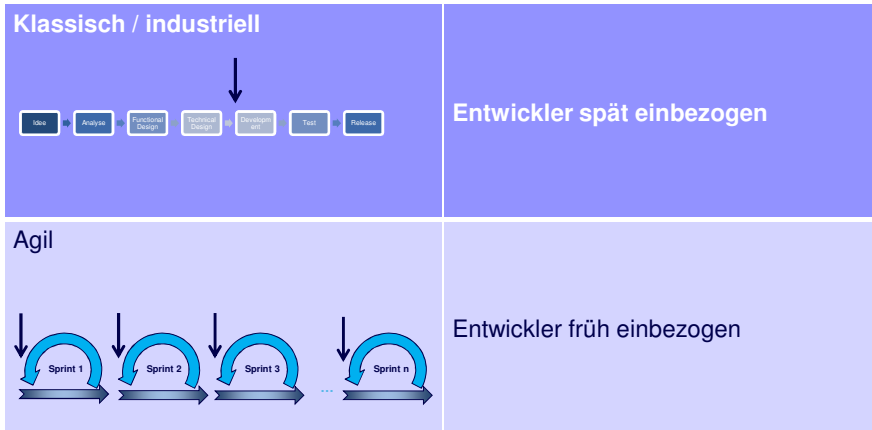 Klassisch / industriell
Idee
Analyse
Functional
Design
Technical
Design
Developm
ent
Test
Release
Entwickler spät einbezogen
Agil
Sprint 1
Sprint 2
Sprint 3
...
Sprint n
Entwickler früh einbezogen